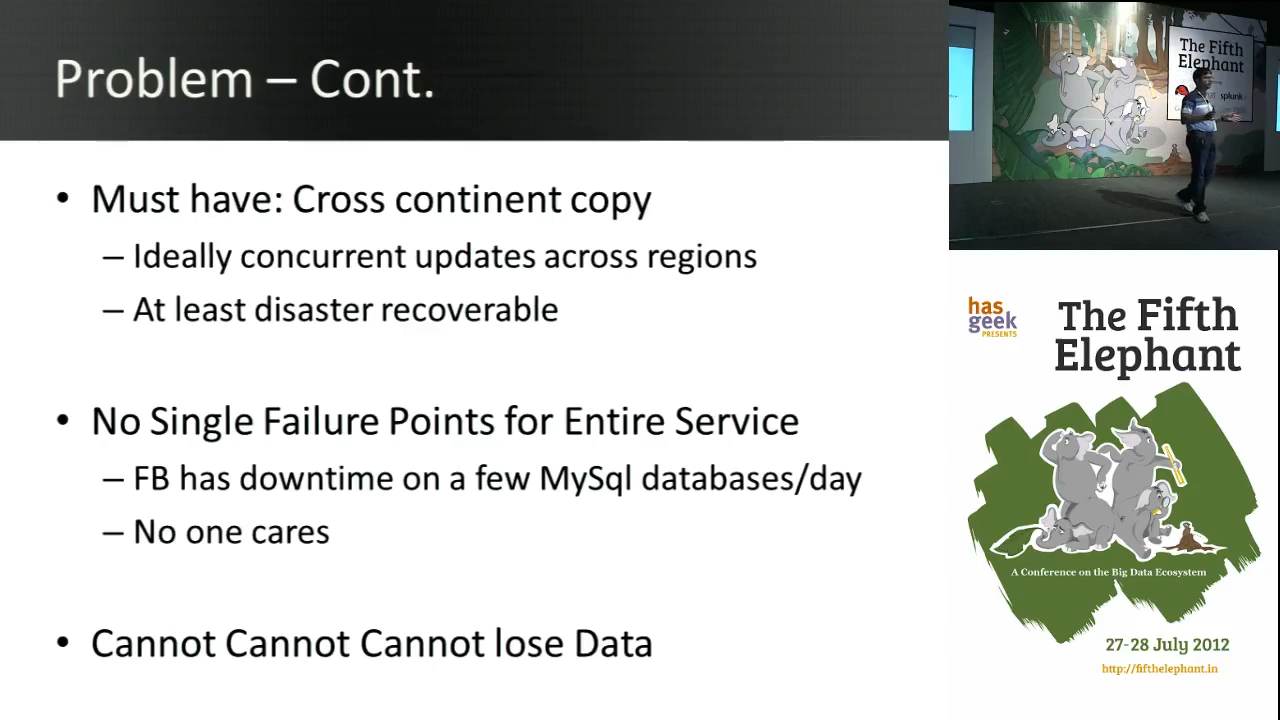 Problem – Cont.
• Must have: Cross continent copy
– Ideally concurrent updates across regions
– At least disaster recoverable
• No Single Failure Points for Entire Service
– FB has downtime on a few MySql databases/day
– No one cares
• Cannot Cannot Cannot lose Data
The Fifth
Elephant
splunk
has
geek
PRESENTS
The Fifth
Elephant
A Conference on the Big Data Ecosystem
27-28 July 2012
http://fifthelephant.in